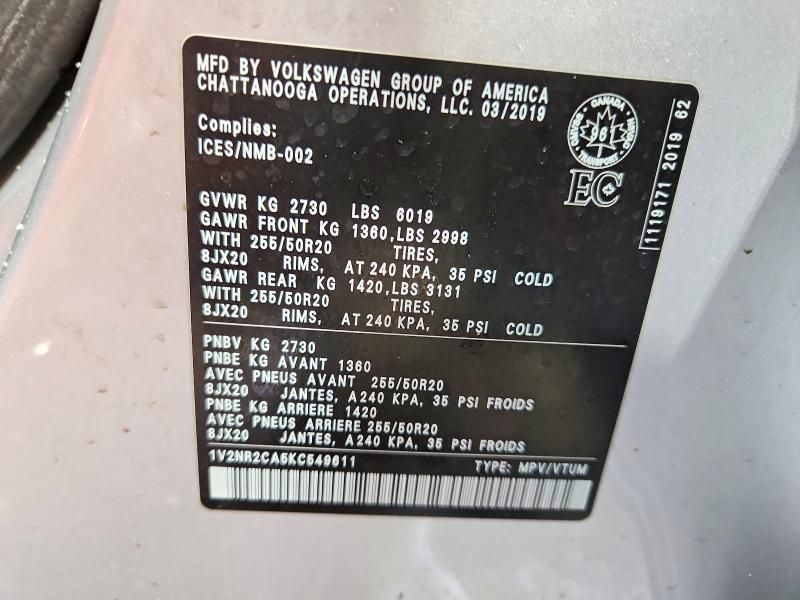 MFD BY VOLKSWAGEN GROUP OF AMERICA
CHATTANOOGA OPERATIONS, LLC. 03/2019
Complies:
ICES/NMB-002
CANADA
961
TRANSPORT
EC
1119171 2019 62
GVWR KG 2730 LBS 6019
GAWR FRONT KG 1360,LBS 2998
WITH 255/50R20 TIRES,
8JX20 RIMS, AT 240 KPA, 35 PSI COLD
GAWR REAR KG 1420,LBS 3131
WITH 255/50R20 TIRES,
8JX20 RIMS, AT 240 KPA, 35 PSI COLD
PNBV KG 2730
PNBE KG AVANT 1360
AVEC PNEUS AVANT 255/50R20
8JX20 JANTES, A 240 KPA, 35 PSI FROIDS
PNBE KG ARRIERE 1420
AVEC PNEUS ARRIERE 255/50R20
8JX20 JANTES, A 240 KPA, 35 PSI FROIDS
1V2NR2CA5KC549611
TYPE: MPV/VTUM